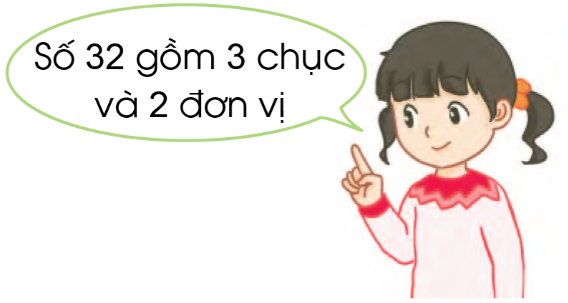 Số 32 gồm 3 chục
và 2 đơn vị